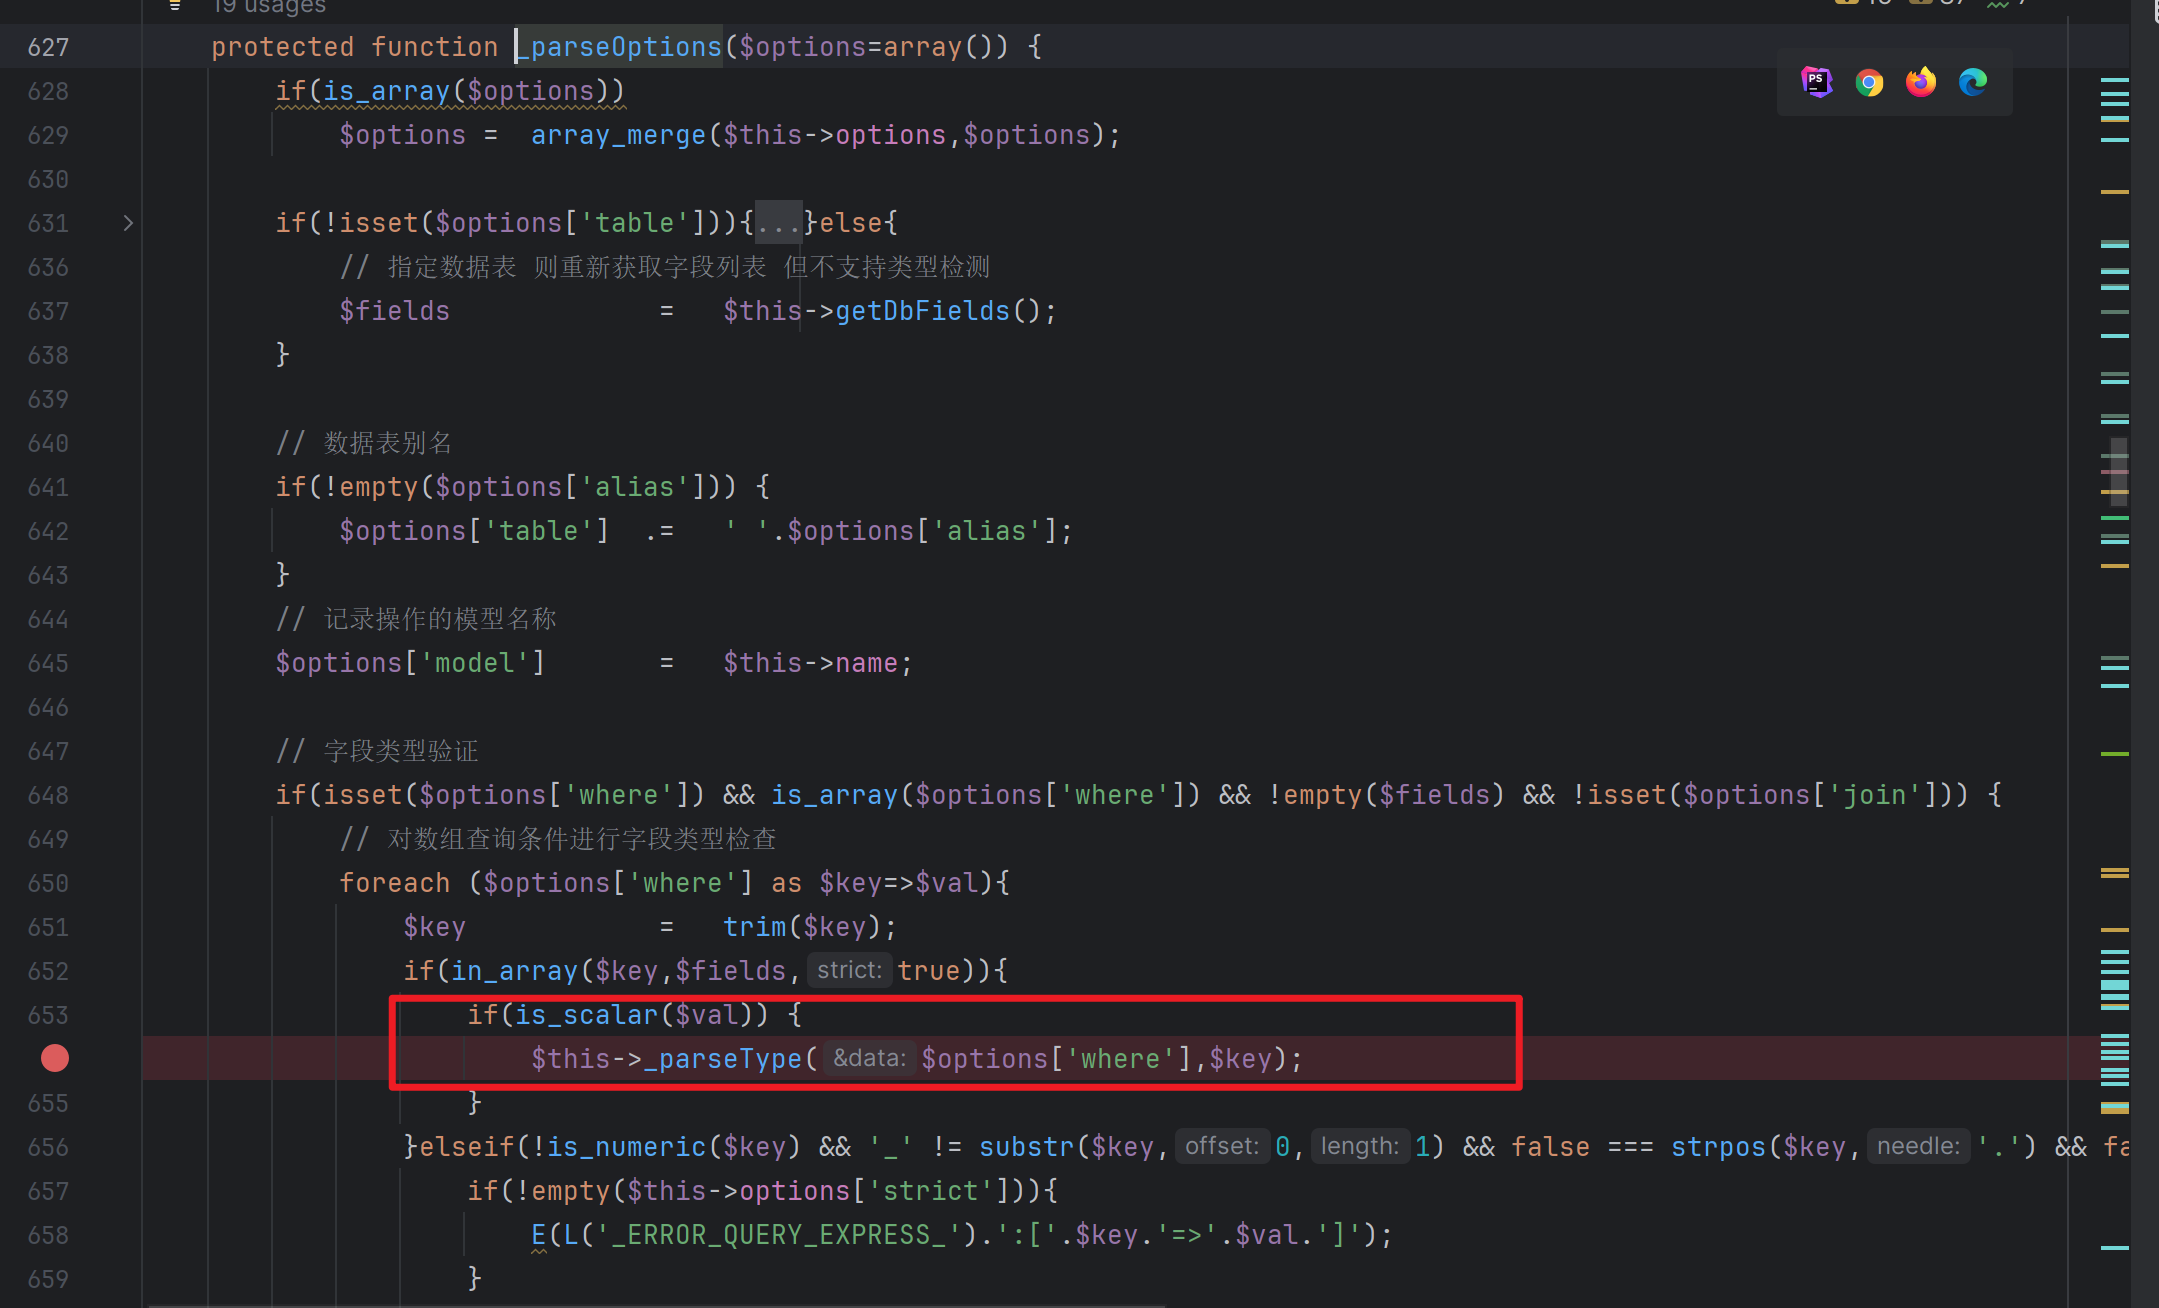 19 usages
627 protected function _parseOptions($options=array()) {
628 if(is_array($options))
629 $options = array_merge($this->options,$options);
630
631 if(!isset($options['table'])){...}else{
636 // 指定数据表 则重新获取字段列表 但不支持类型检测
637 $fields = $this->getDbFields();
638 }
639
640 // 数据表别名
641 if(!empty($options['alias'])) {
642 $options['table'] .= ' '.$options['alias'];
643 }
644 // 记录操作的模型名称
645 $options['model'] = $this->name;
646
647 // 字段类型验证
648 if(isset($options['where']) && is_array($options['where']) && !empty($fields) && !isset($options['join'])) {
649 // 对数组查询条件进行字段类型检查
650 foreach ($options['where'] as $key=>$val){
651 $key = trim($key);
652 if(in_array($key,$fields, strict: true)){
653 if(is_scalar($val)) {
$this->_parseType( &data: $options['where'],$key);
655 }
656 }elseif(!is_numeric($key) && '_' != substr($key, offset: 0, length: 1) && false === strpos($key, needle: '.') && fa
657 if(!empty($this->options['strict'])){
658 E(L('_ERROR_QUERY_EXPRESS_').':['.$key.'=>'.$val.']');
659 }